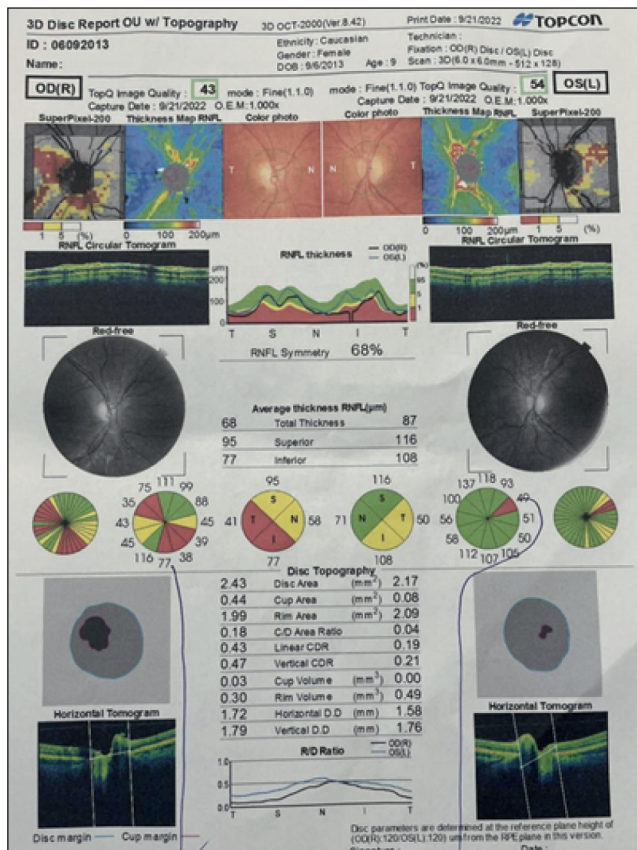 3D Disc Report OU w/ Topography 3D OCT-2000(Ver.8.42) Print Date : 9/21/2022 TOPCON
ID : 06092013 Ethnicity : Caucasian Technician :
Gender : Female Fixation : OD(R) Disc / OS(L) Disc
Name : DOB : 9/6/2013 Age : 9 Scan : 3D(6.0 x 6.0mm - 512 x 128)
OD(R) TopQ Image Quality : 43 mode : Fine(1.1.0) mode : Fine(1.1.0) TopQ Image Quality : 54 OS(L)
Capture Date : 9/21/2022 O.E.M:1.000x Capture Date : 9/21/2022 O.E.M:1.000x
SuperPixel-200 Thickness Map RNFL Color photo Color photo Thickness Map RNFL SuperPixel-200
T N N T
1 5 (%) 0 100 200μm 0 100 200μm 1 5 (%)
RNFL Circular Tomogram RNFL Circular Tomogram
RNFL thickness OD(R)
OS(L)
μm (%)
200 95
100 5
0 1
T S N I T
Red-free Red-free
RNFL Symmetry 68%
Average thickness RNFL(μm)
68 Total Thickness 87
95 Superior 116
77 Inferior 108
75 111 99 95 116 137 118 93
35 88 S S 100 49
43 45 41 T N 58 71 N T 50 56 51
45 39 I I 58 50
116 77 38 77 108 112 107 105
Disc Topography
2.43 Disc Area (mm²) 2.17
0.44 Cup Area (mm²) 0.08
1.99 Rim Area (mm²) 2.09
0.18 C/D Area Ratio 0.04
0.43 Linear CDR 0.19
0.47 Vertical CDR 0.21
0.03 Cup Volume (mm³) 0.00
0.30 Rim Volume (mm³) 0.49
1.72 Horizontal D.D (mm) 1.58
1.79 Vertical D.D (mm) 1.76
Horizontal Tomogram Horizontal Tomogram
R/D Ratio OD(R)
OS(L)
1.0
0.5
0.0
T S N I T
Disc margin Cup margin
Disc parameters are determined at the reference plane height of
(OD(R):120/OS(L):120) um from the RPE plane in this version.
Signature : Date :